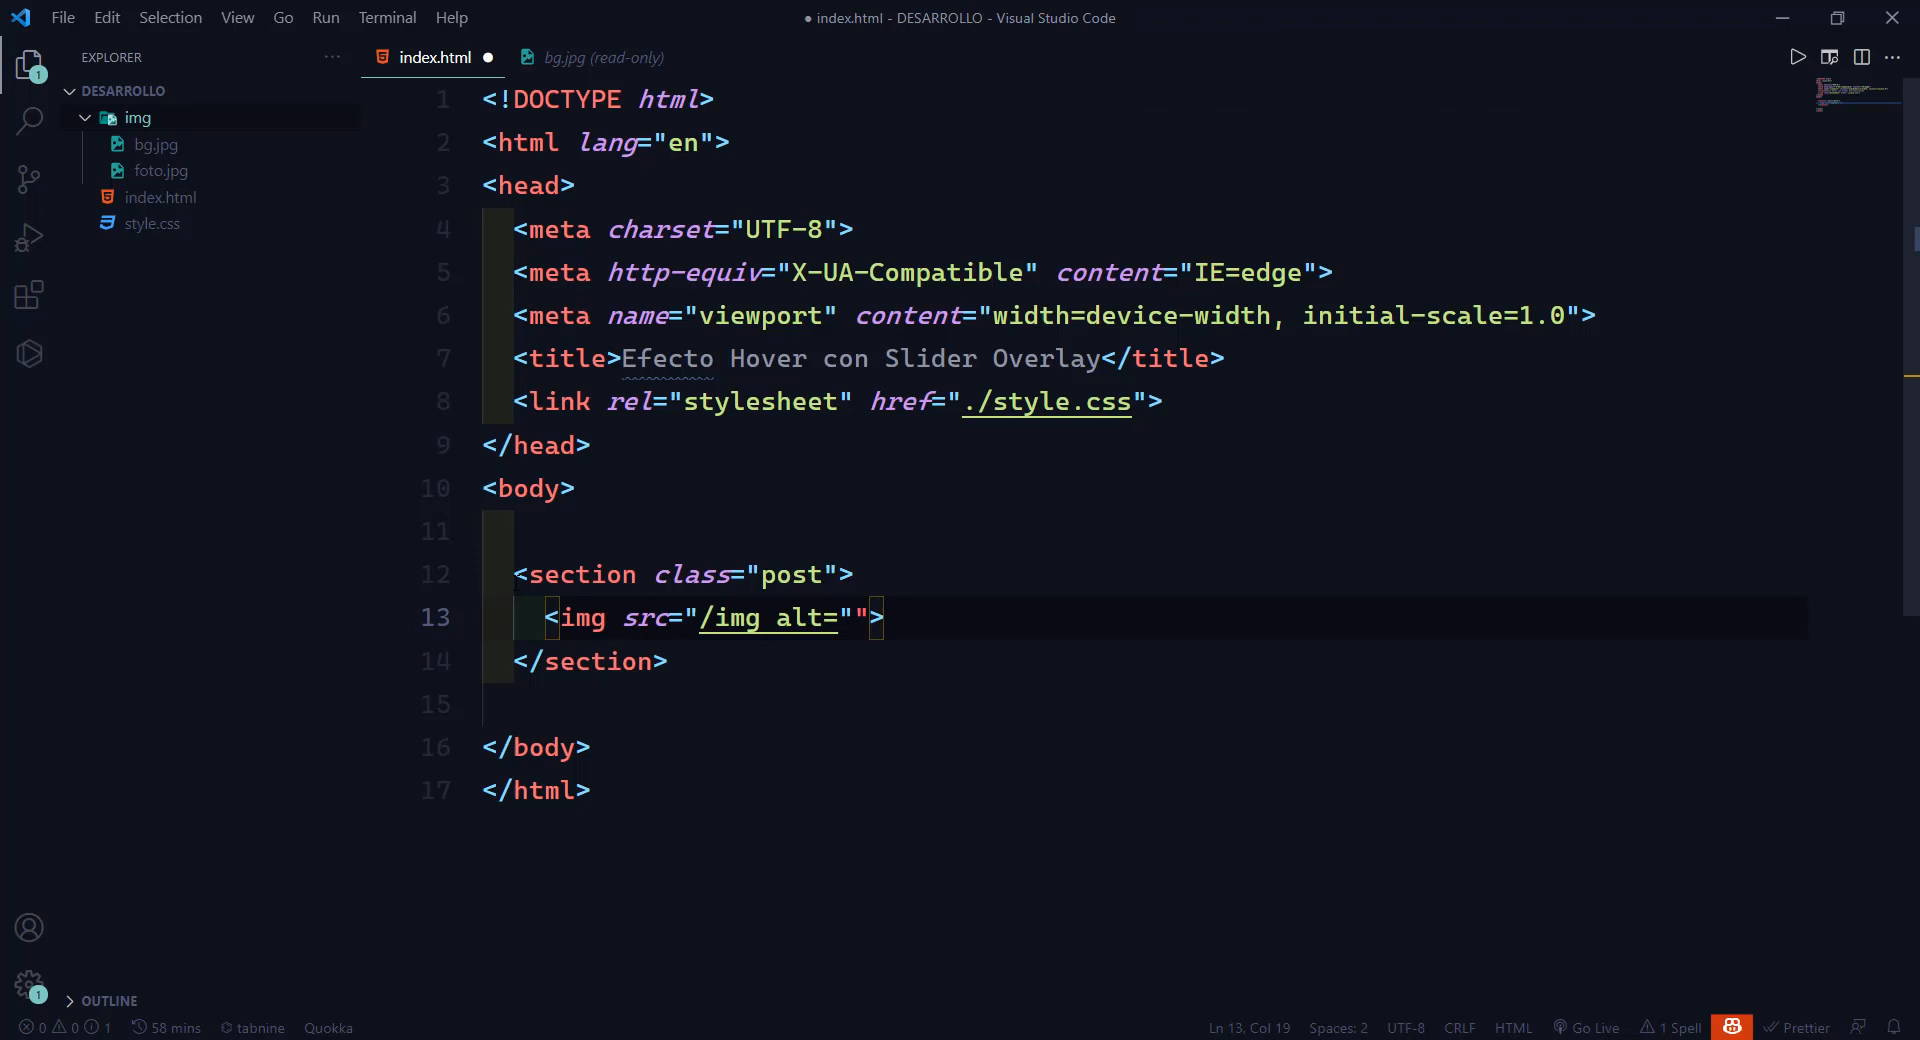 File Edit Selection View Go Run Terminal Help
● index.html - DESARROLLO - Visual Studio Code
EXPLORER ···
index.html ●
bg.jpg (read-only)
1
DESARROLLO
img
bg.jpg
foto.jpg
index.html
style.css
1 <!DOCTYPE html>
2 <html lang="en">
3 <head>
4 <meta charset="UTF-8">
5 <meta http-equiv="X-UA-Compatible" content="IE=edge">
6 <meta name="viewport" content="width=device-width, initial-scale=1.0">
7 <title>Efecto Hover con Slider Overlay</title>
8 <link rel="stylesheet" href="./style.css">
9 </head>
10 <body>
11
12 <section class="post">
13 <img src="/img alt="">
14 </section>
15
16 </body>
17 </html>
1
OUTLINE
0 0 1 58 mins tabnine Quokka
Ln 13, Col 19 Spaces: 2 UTF-8 CRLF HTML Go Live 1 Spell Prettier